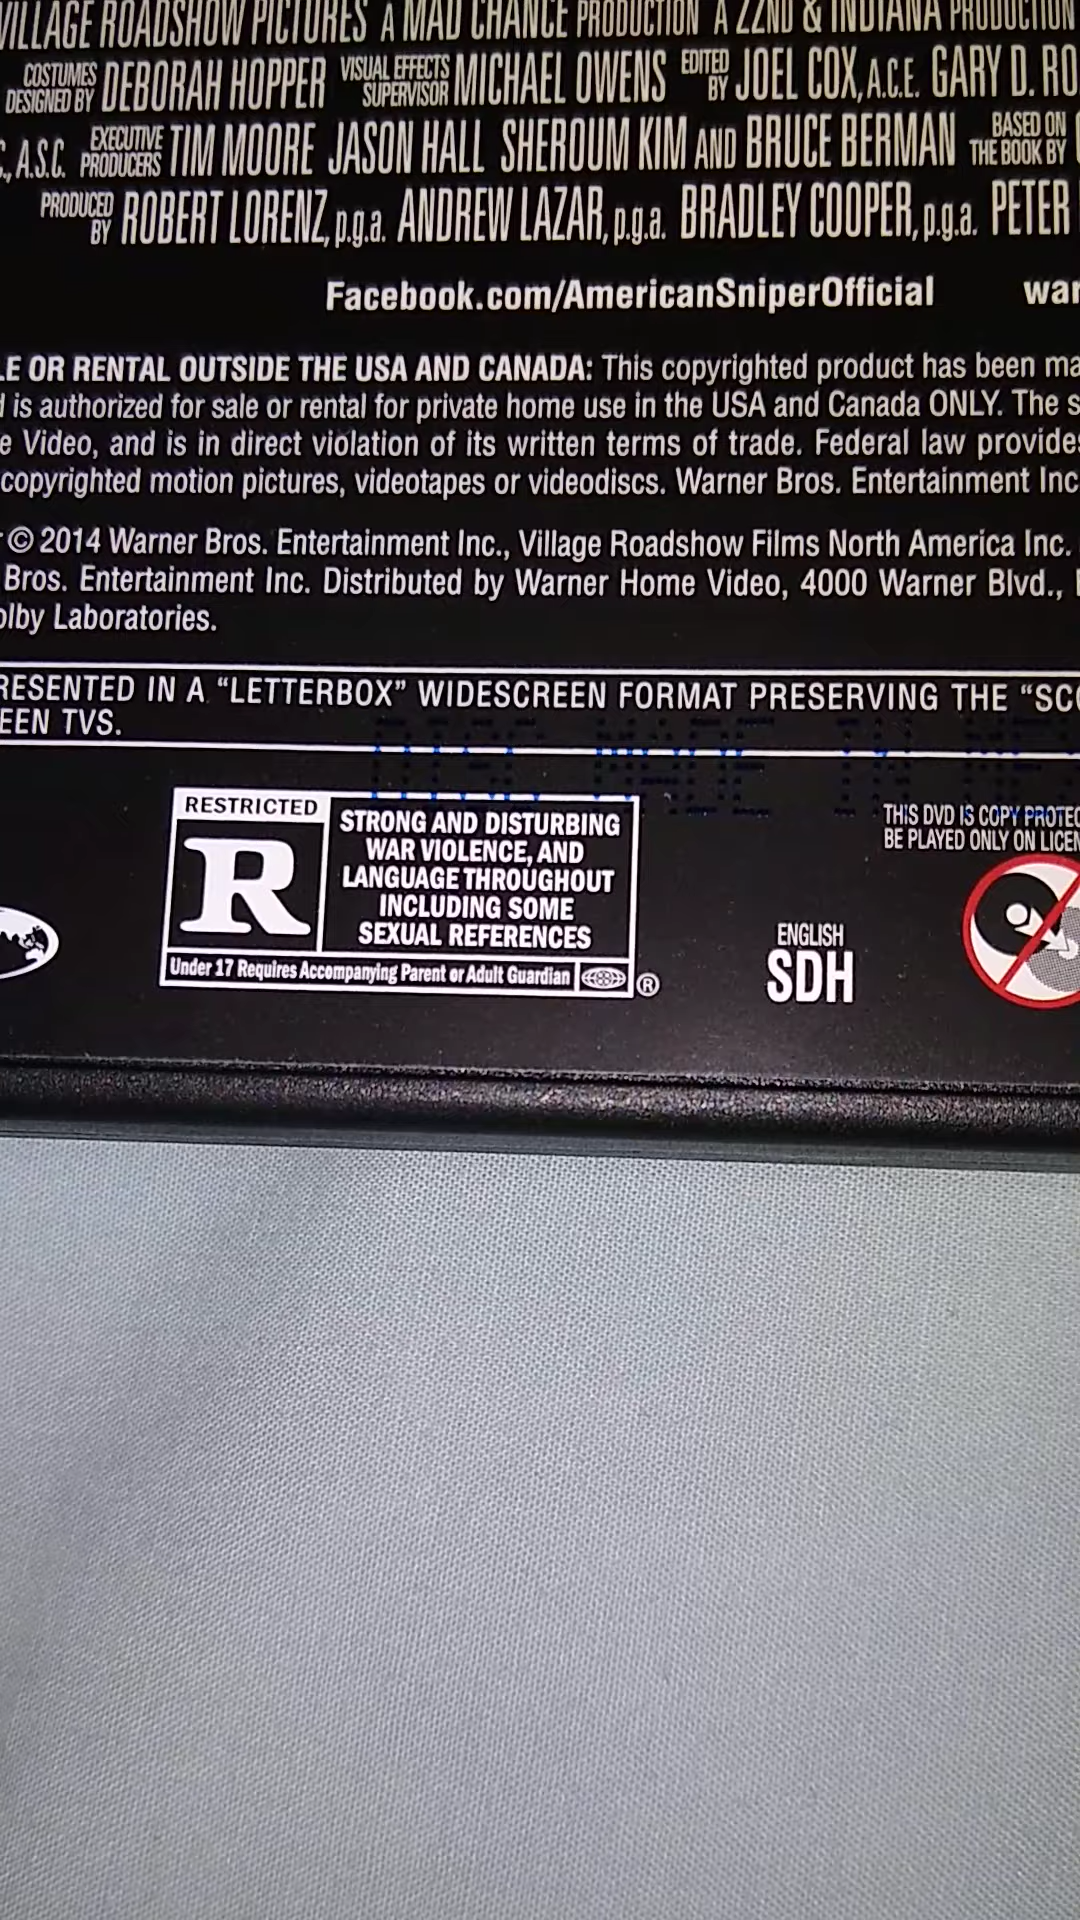 VILLAGE ROADSHOW PICTURES A MAD CHANCE PRODUCTION A 22ND & INDIANA PRODUCTION
COSTUMES DESIGNED BY DEBORAH HOPPER VISUAL EFFECTS SUPERVISOR MICHAEL OWENS EDITED BY JOEL COX, A.C.E. GARY D. RO
A.S.C. EXECUTIVE PRODUCERS TIM MOORE JASON HALL SHEROUM KIM AND BRUCE BERMAN BASED ON THE BOOK BY
PRODUCED BY ROBERT LORENZ, p.g.a. ANDREW LAZAR, p.g.a. BRADLEY COOPER, p.g.a. PETER
Facebook.com/AmericanSniperOfficial war
LE OR RENTAL OUTSIDE THE USA AND CANADA: This copyrighted product has been ma
d is authorized for sale or rental for private home use in the USA and Canada ONLY. The s
e Video, and is in direct violation of its written terms of trade. Federal law provides
copyrighted motion pictures, videotapes or videodiscs. Warner Bros. Entertainment Inc
© 2014 Warner Bros. Entertainment Inc., Village Roadshow Films North America Inc.
Bros. Entertainment Inc. Distributed by Warner Home Video, 4000 Warner Blvd.,
olby Laboratories.
RESENTED IN A “LETTERBOX” WIDESCREEN FORMAT PRESERVING THE “SCO
EEN TVS.
RESTRICTED
R
STRONG AND DISTURBING
WAR VIOLENCE, AND
LANGUAGE THROUGHOUT
INCLUDING SOME
SEXUAL REFERENCES
Under 17 Requires Accompanying Parent or Adult Guardian
®
ENGLISH
SDH
THIS DVD IS COPY PROTEC
BE PLAYED ONLY ON LICEN